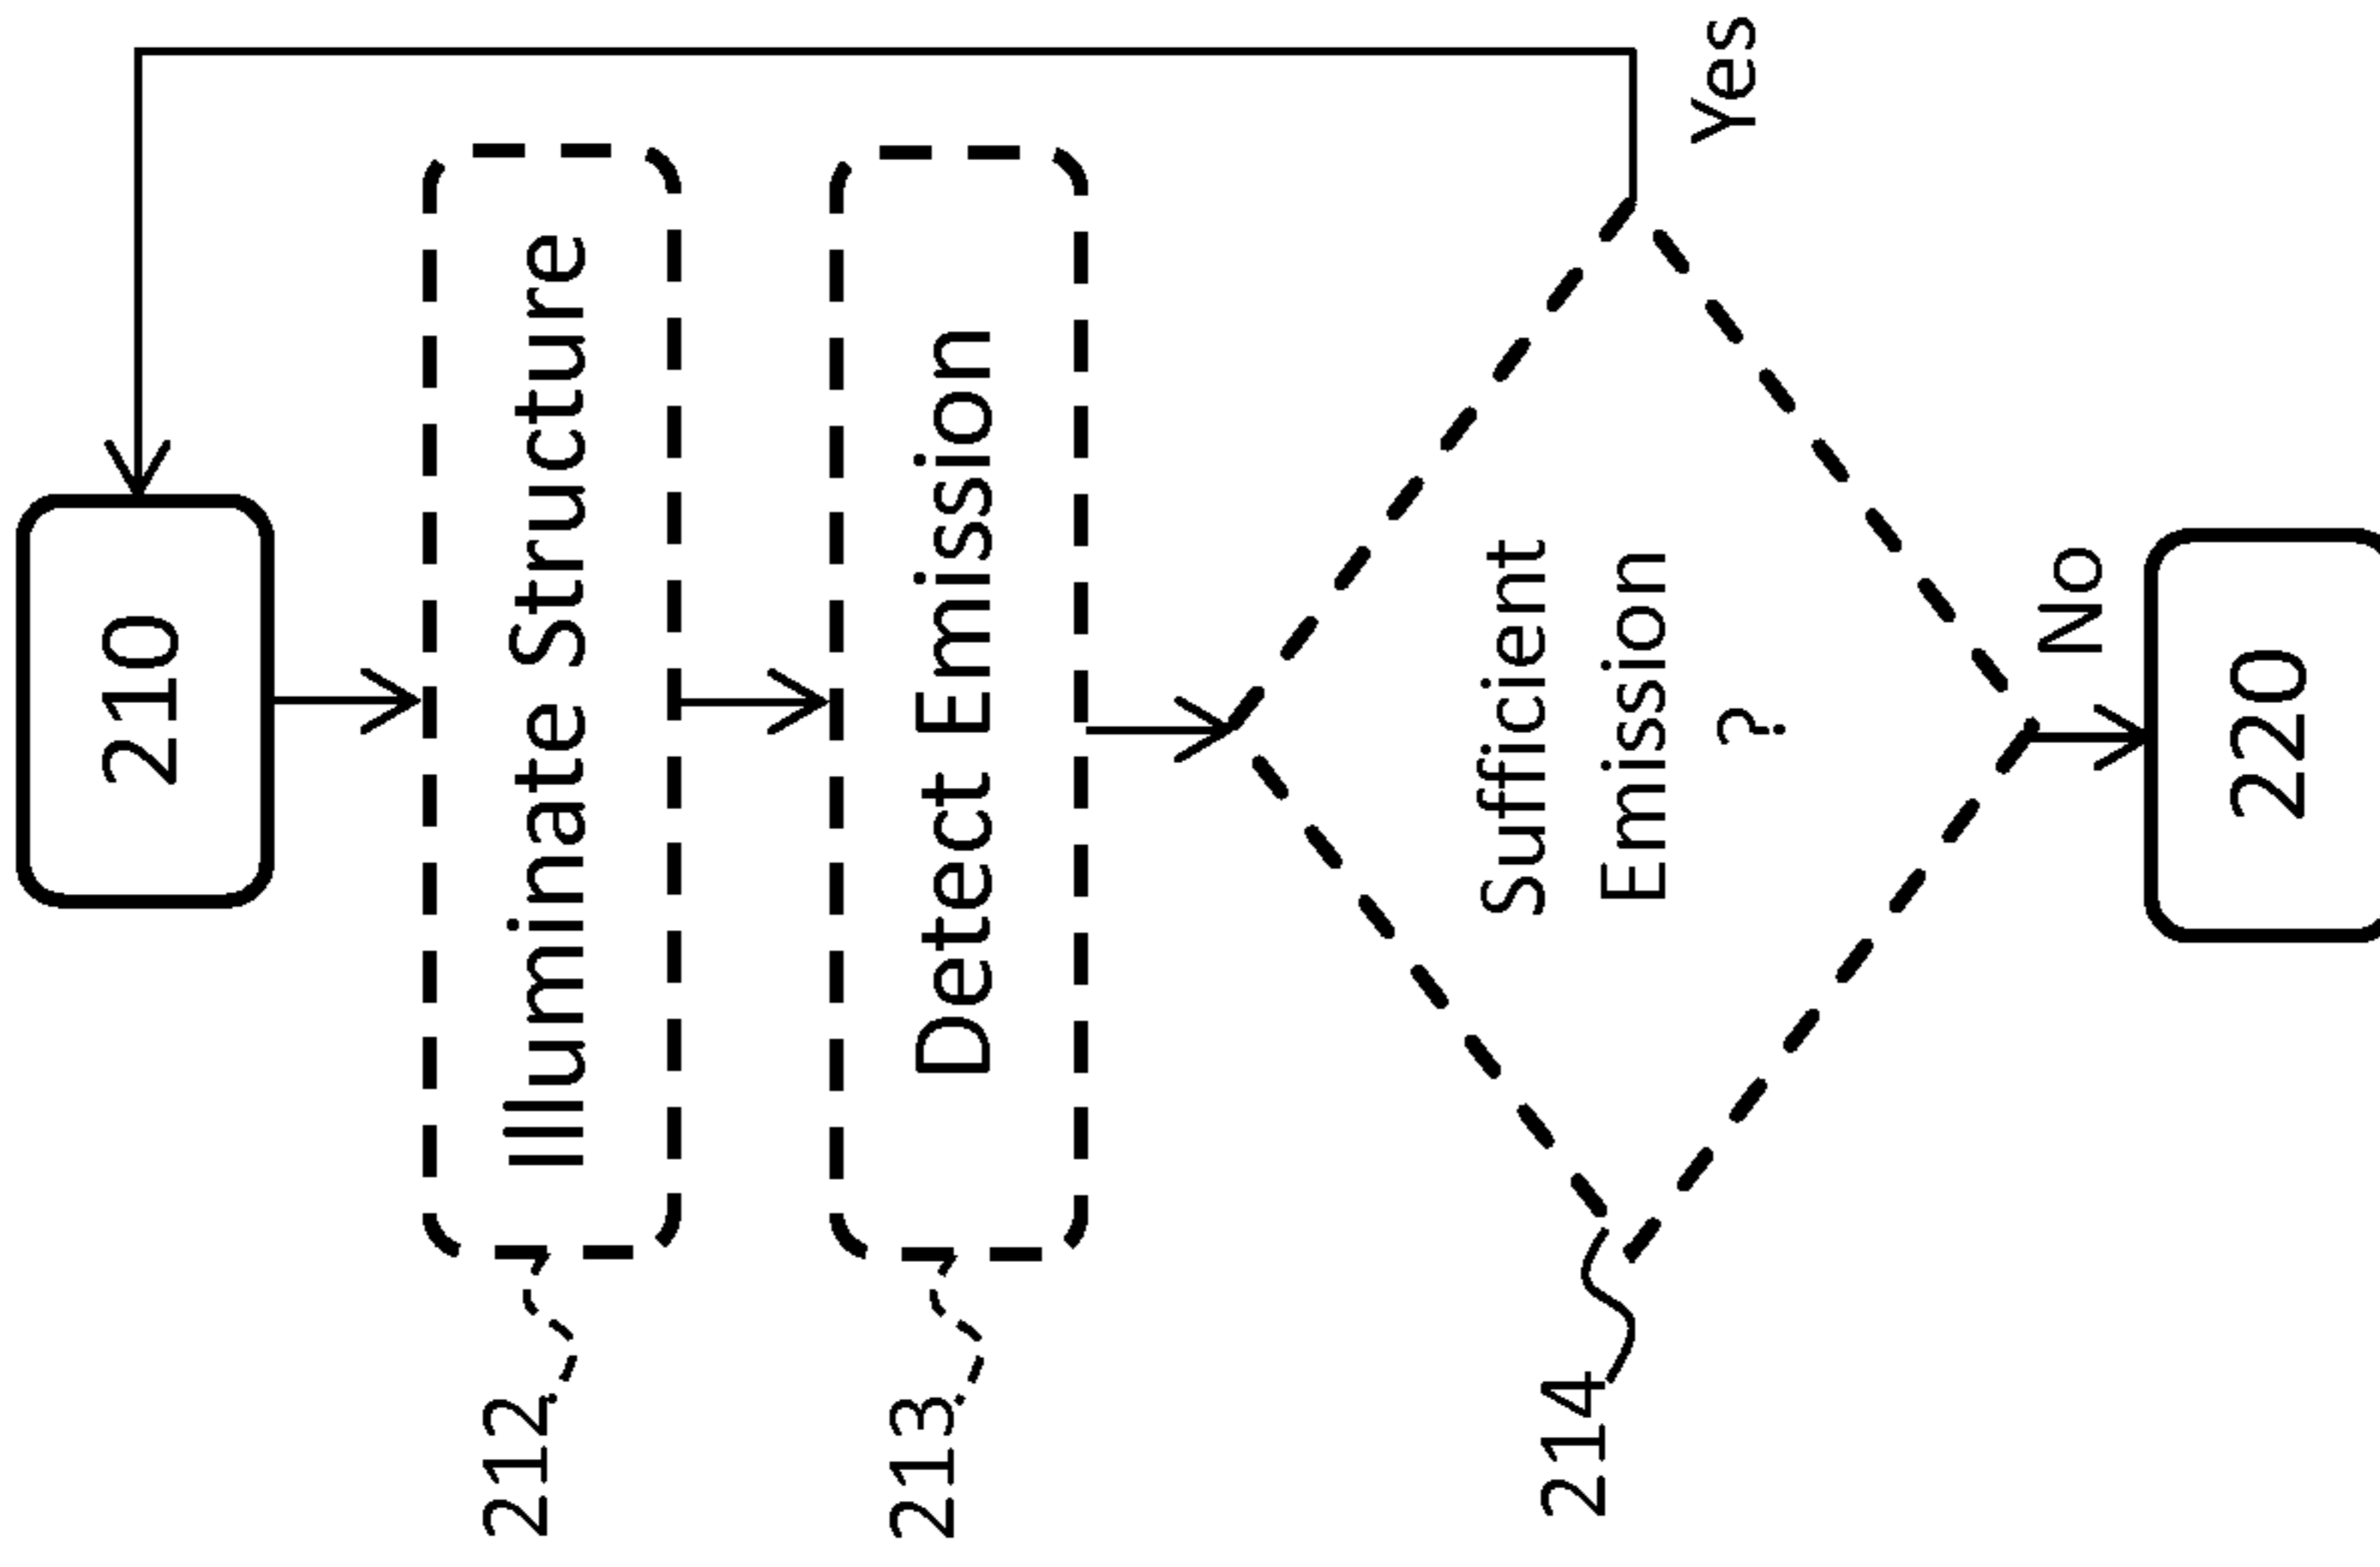 210
212
Illuminate Structure
213
Detect Emission
214
Sufficient
Emission
?
Yes
No
220